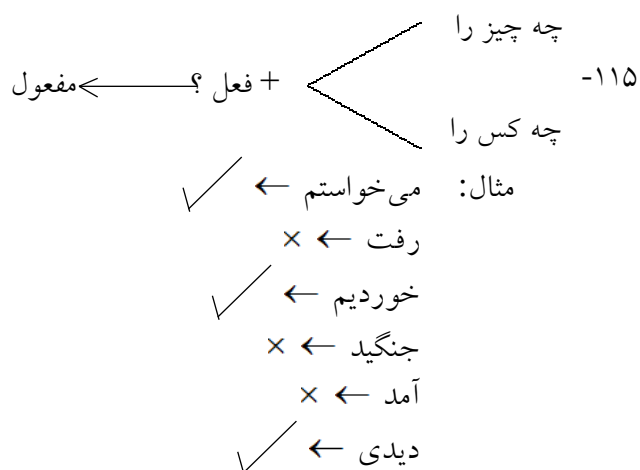 چه چیز را
۱۱۵- + فعل ؟ ← مفعول
چه کس را
مثال: می‌خواستم ← ✓
رفت ← ×
خوردیم ← ✓
جنگید ← ×
آمد ← ×
دیدی ← ✓